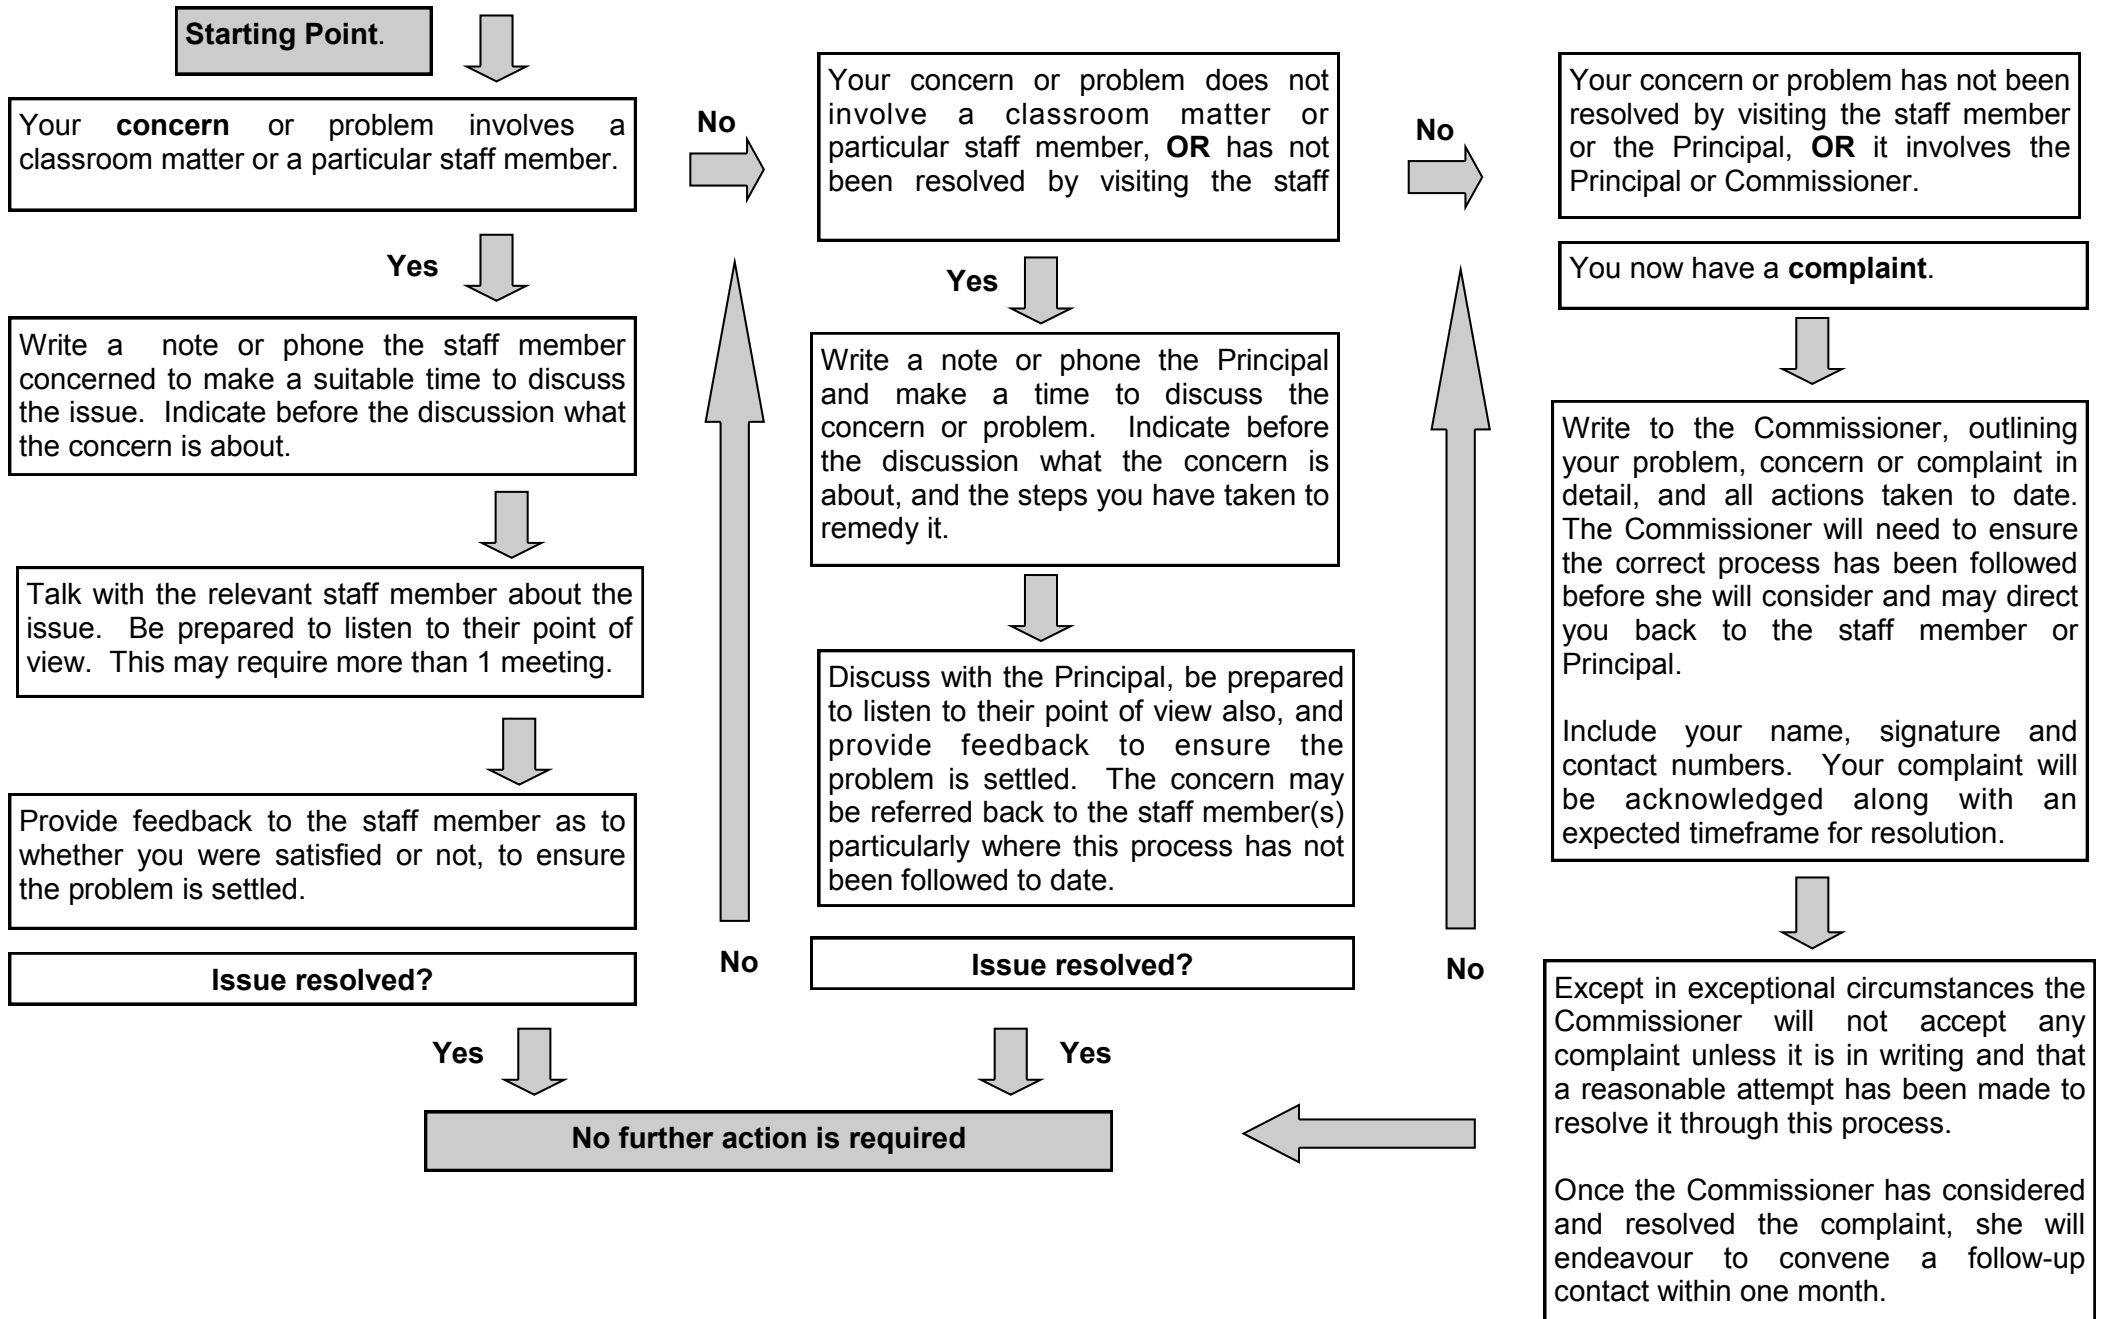 Starting Point.
Your concern or problem involves a
classroom matter or a particular staff member.
Yes
Write a note or phone the staff member
concerned to make a suitable time to discuss
the issue. Indicate before the discussion what
the concern is about.
Talk with the relevant staff member about the
issue. Be prepared to listen to their point of
view. This may require more than 1 meeting.
Provide feedback to the staff member as to
whether you were satisfied or not, to ensure
the problem is settled.
Issue resolved?
Yes
No
No
Your concern or problem does not
involve a classroom matter or
particular staff member, OR has not
been resolved by visiting the staff
Yes
Write a note or phone the Principal
and make a time to discuss the
concern or problem. Indicate before
the discussion what the concern is
about, and the steps you have taken to
remedy it.
Discuss with the Principal, be prepared
to listen to their point of view also, and
provide feedback to ensure the
problem is settled. The concern may
be referred back to the staff member(s)
particularly where this process has not
been followed to date.
Issue resolved?
Yes
No further action is required
No
No
Your concern or problem has not been
resolved by visiting the staff member
or the Principal, OR it involves the
Principal or Commissioner.
You now have a complaint.
Write to the Commissioner, outlining
your problem, concern or complaint in
detail, and all actions taken to date.
The Commissioner will need to ensure
the correct process has been followed
before she will consider and may direct
you back to the staff member or
Principal.
Include your name, signature and
contact numbers. Your complaint will
be acknowledged along with an
expected timeframe for resolution.
Except in exceptional circumstances the
Commissioner will not accept any
complaint unless it is in writing and that
a reasonable attempt has been made to
resolve it through this process.
Once the Commissioner has considered
and resolved the complaint, she will
endeavour to convene a follow-up
contact within one month.